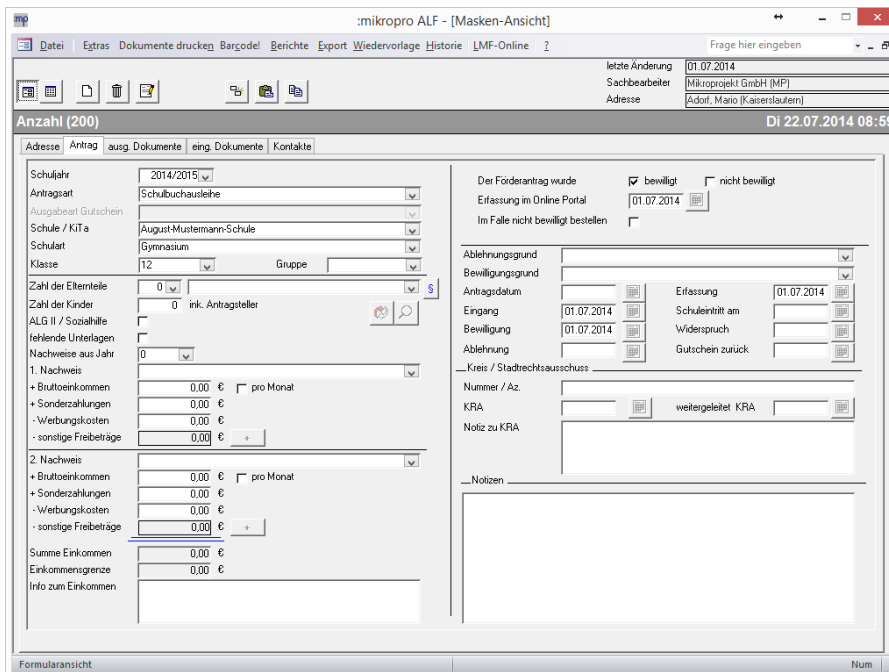 :mp :mikropro ALF - [Masken-Ansicht]
Datei Extras Dokumente drucken Barcode! Berichte Export Wiedervorlage Historie LMF-Online ? Frage hier eingeben
letzte Änderung 01.07.2014
Sachbearbeiter Mikroprojekt GmbH (MP)
Adresse Adorf, Mario (Kaiserslautern)
Anzahl (200) Di 22.07.2014 08:59
Adresse Antrag ausg. Dokumente eing. Dokumente Kontakte
Schuljahr 2014/2015
Antragsart Schulbuchausleihe
Ausgabeart Gutschein
Schule / KiTa August-Mustermann-Schule
Schulart Gymnasium
Klasse 12 Gruppe
Zahl der Elternteile 0 §
Zahl der Kinder 0 ink. Antragsteller
ALG II / Sozialhilfe
fehlende Unterlagen
Nachweise aus Jahr 0
1. Nachweis
+ Bruttoeinkommen 0,00 € pro Monat
+ Sonderzahlungen 0,00 €
- Werbungskosten 0,00 €
- sonstige Freibeträge 0,00 € +
2. Nachweis
+ Bruttoeinkommen 0,00 € pro Monat
+ Sonderzahlungen 0,00 €
- Werbungskosten 0,00 €
- sonstige Freibeträge 0,00 € +
Summe Einkommen 0,00 €
Einkommensgrenze 0,00 €
Info zum Einkommen
Der Förderantrag wurde bewilligt nicht bewilligt
Erfassung im Online Portal 01.07.2014
Im Falle nicht bewilligt bestellen
Ablehnungsgrund
Bewilligungsgrund
Antragsdatum Erfassung 01.07.2014
Eingang 01.07.2014 Schuleintritt am
Bewilligung 01.07.2014 Widerspruch
Ablehnung Gutschein zurück
Kreis / Stadtrechtsausschuss
Nummer / Az.
KRA weitergeleitet KRA
Notiz zu KRA
Notizen
Formularansicht Num